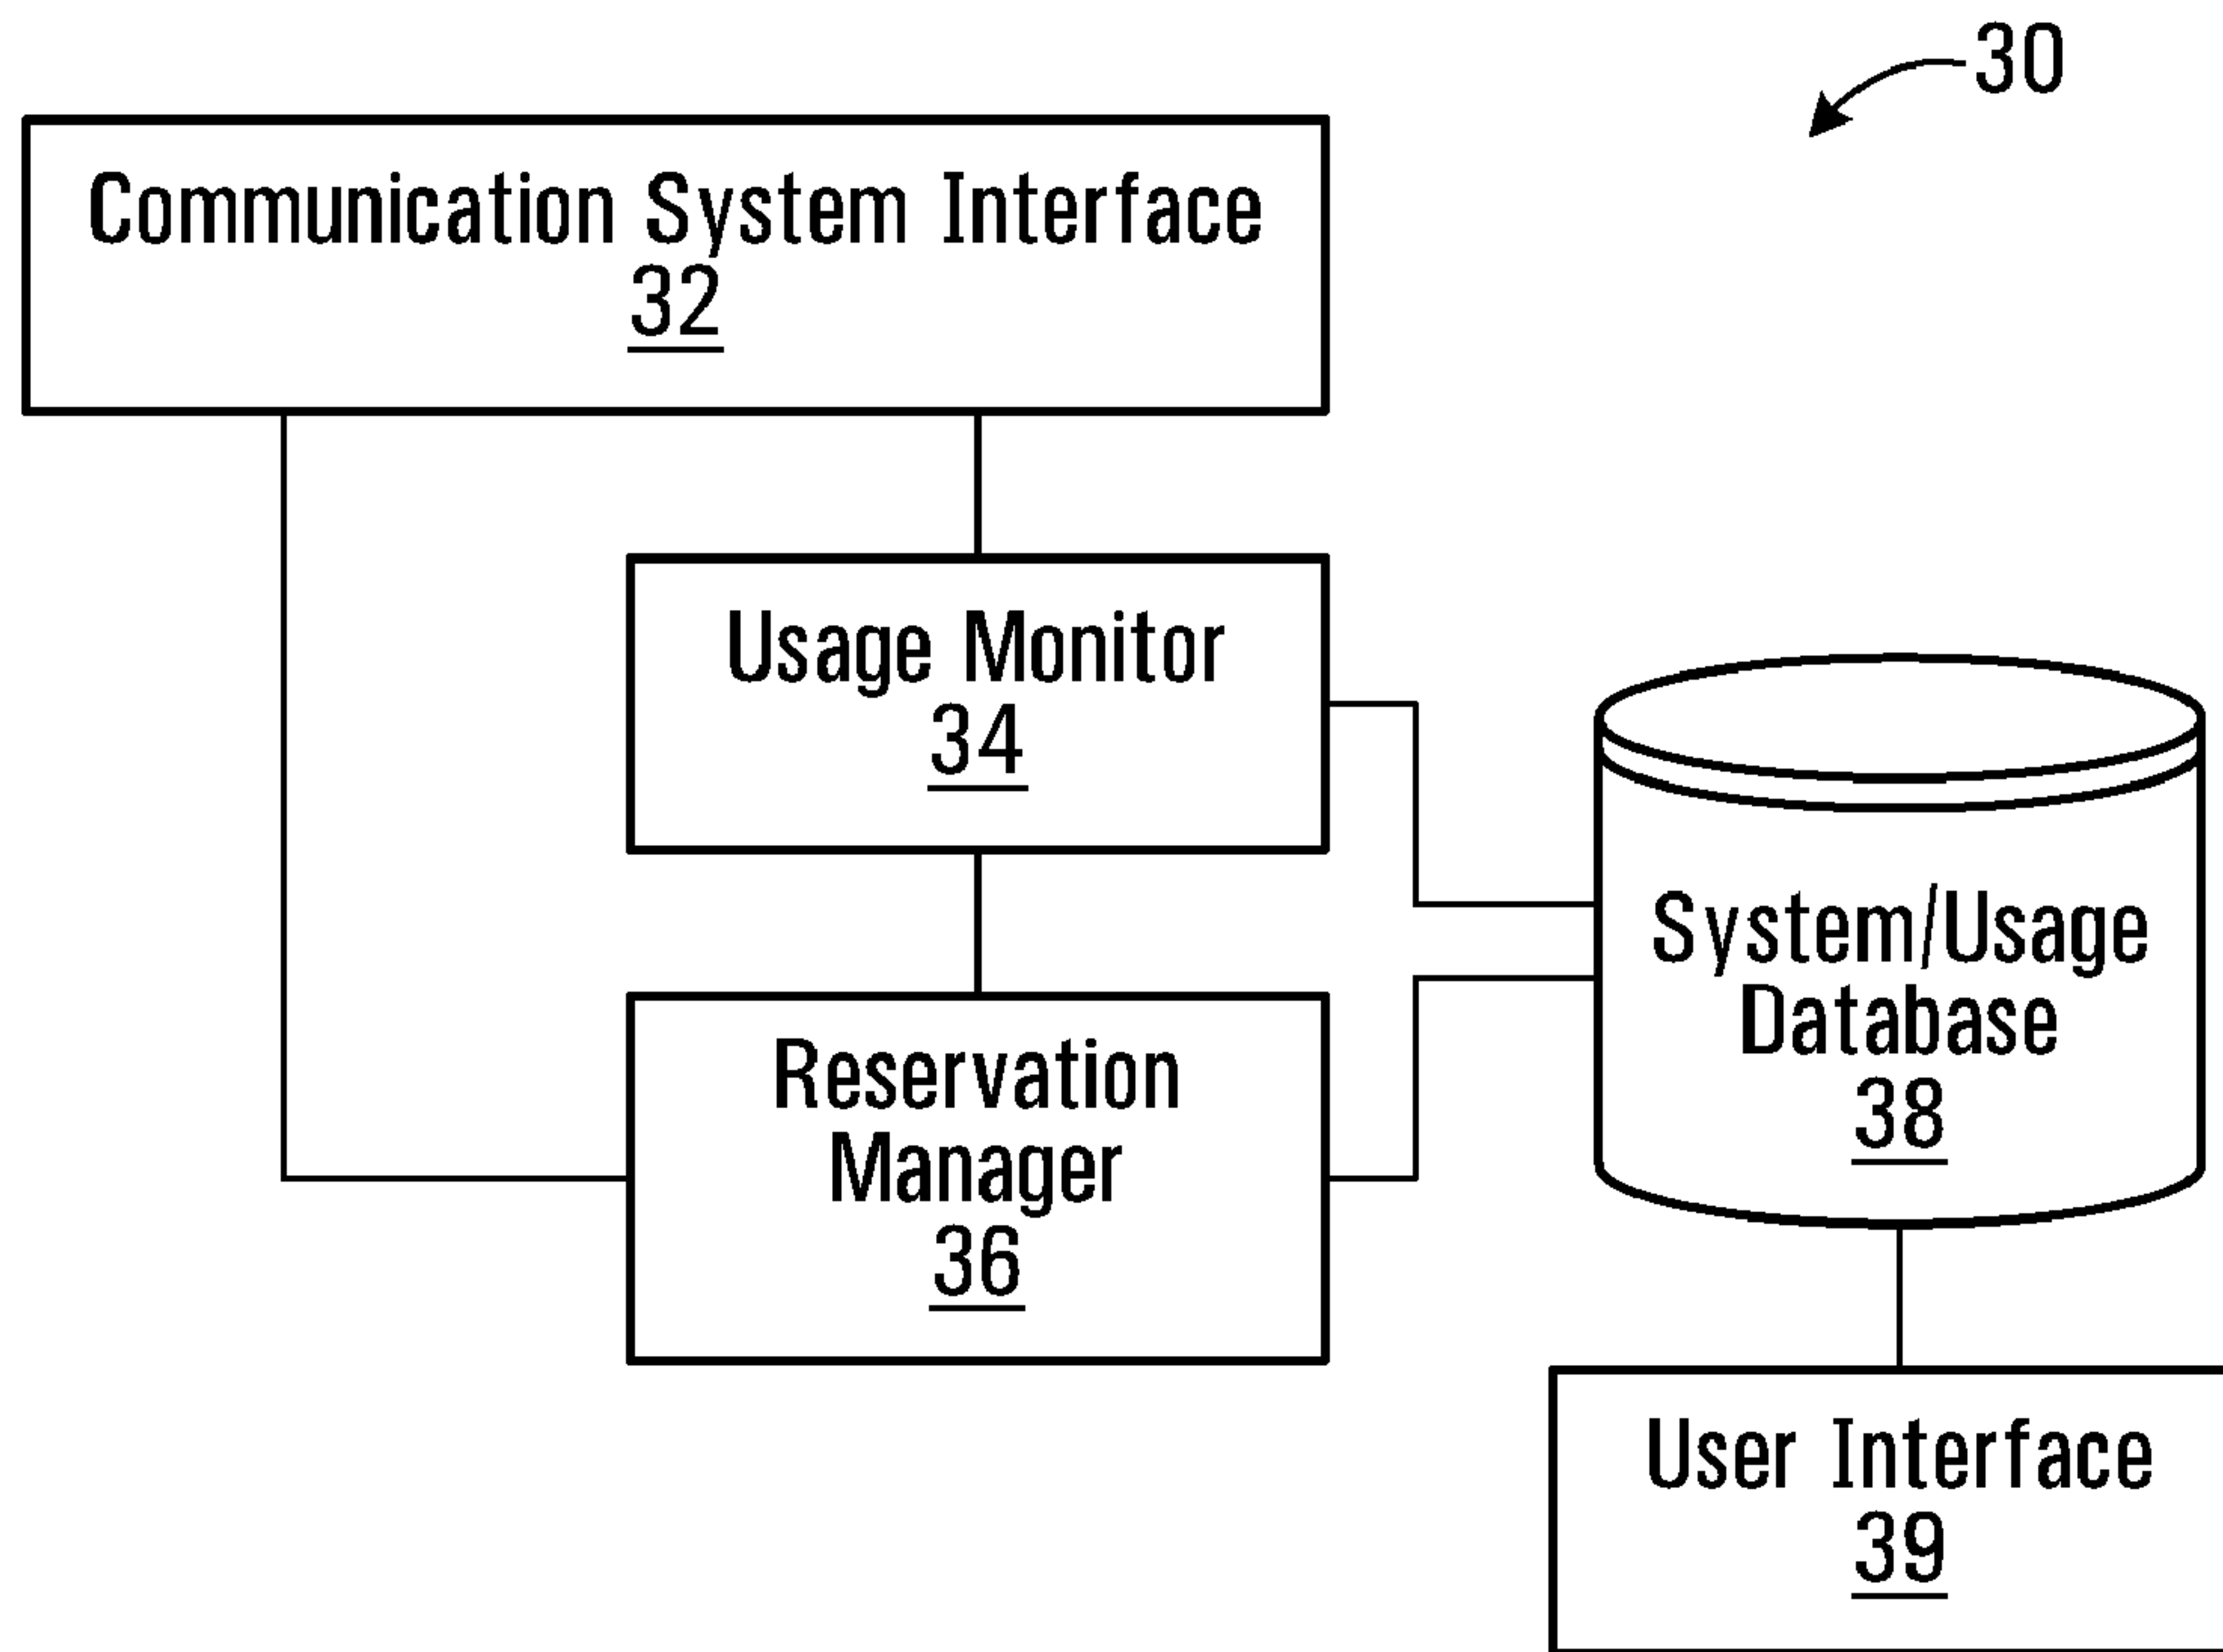 30
Communication System Interface
32
Usage Monitor
34
System/Usage
Database
38
Reservation
Manager
36
User Interface
39